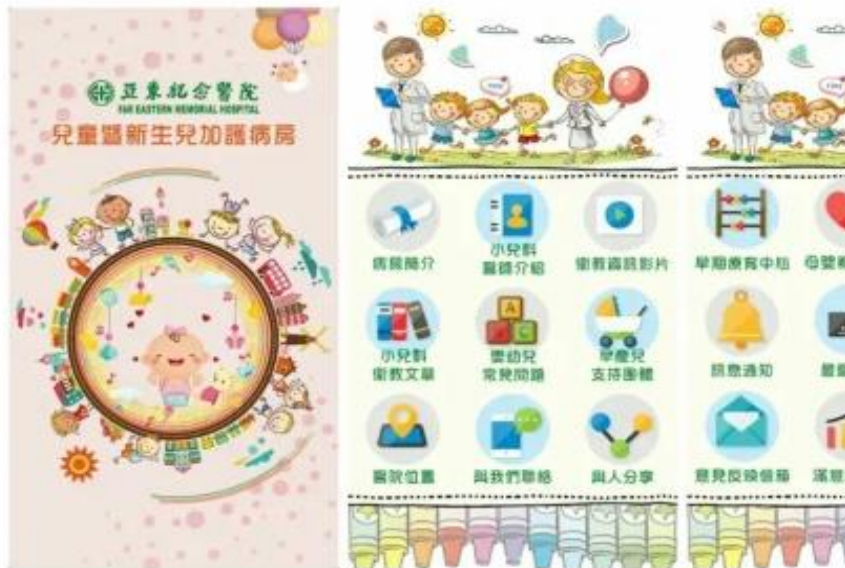 亞東紀念醫院
FAR EASTERN MEMORIAL HOSPITAL
兒童暨新生兒加護病房
病房簡介
小兒科
醫師介紹
衛教資訊影片
小兒科
衛教文章
嬰幼兒
常見問題
早產兒
支持團體
醫院位置
與我們聯絡
與人分享
早期療育中心
母嬰
訊息通知
意見反映信箱
滿意